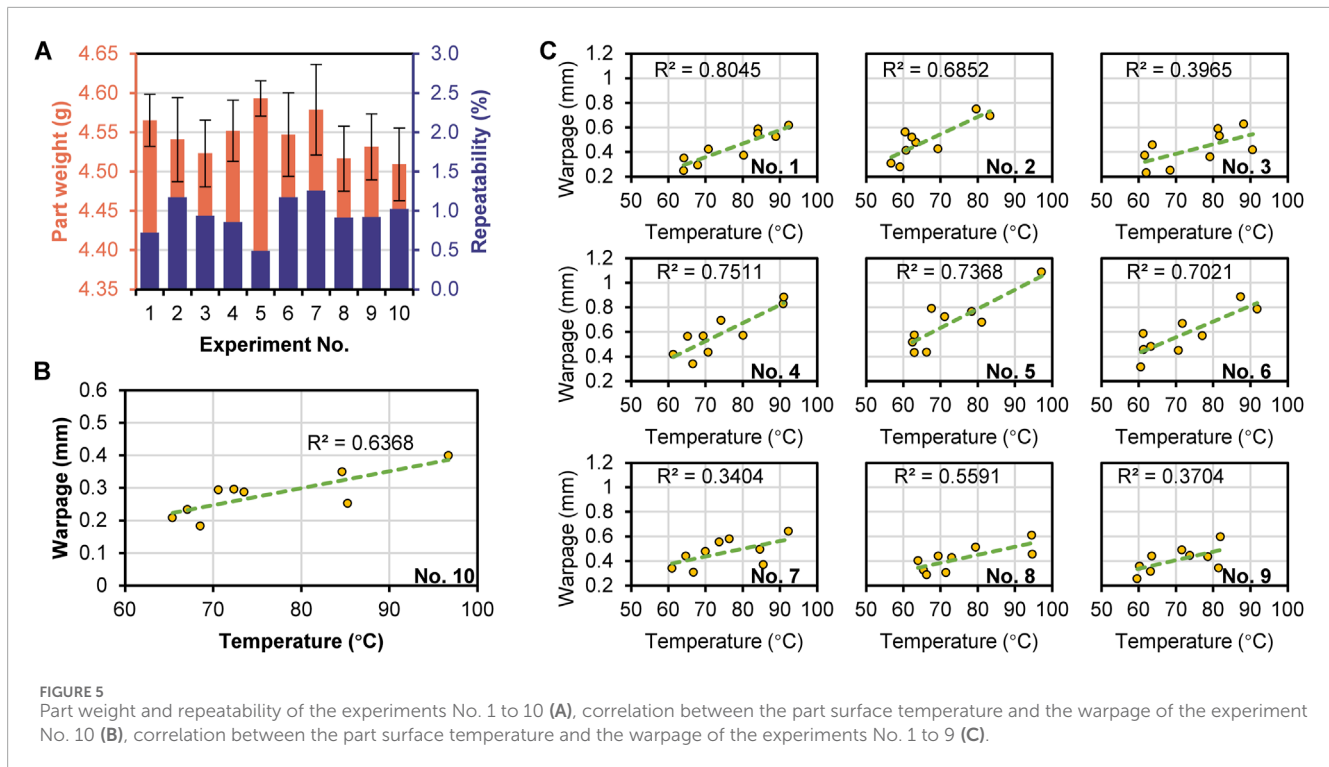 A
Part weight (g)
4.65
4.60
4.55
4.50
4.45
4.40
4.35
3.0
2.5
2.0
1.5
1.0
0.5
0.0
Repeatability (%)
1 2 3 4 5 6 7 8 9 10
Experiment No.
B
Warpage (mm)
0.6
0.5
0.4
0.3
0.2
0.1
0
R² = 0.6368
No. 10
60 70 80 90 100
Temperature (°C)
C
Warpage (mm)
1.2
1.0
0.8
0.6
0.4
0.2
R² = 0.8045
No. 1
50 60 70 80 90 100
Temperature (°C)
R² = 0.6852
No. 2
50 60 70 80 90 100
Temperature (°C)
R² = 0.3965
No. 3
50 60 70 80 90 100
Temperature (°C)
Warpage (mm)
1.2
1.0
0.8
0.6
0.4
0.2
R² = 0.7511
No. 4
50 60 70 80 90 100
Temperature (°C)
R² = 0.7368
No. 5
50 60 70 80 90 100
Temperature (°C)
R² = 0.7021
No. 6
50 60 70 80 90 100
Temperature (°C)
Warpage (mm)
1.2
1.0
0.8
0.6
0.4
0.2
R² = 0.3404
No. 7
50 60 70 80 90 100
Temperature (°C)
R² = 0.5591
No. 8
50 60 70 80 90 100
Temperature (°C)
R² = 0.3704
No. 9
50 60 70 80 90 100
Temperature (°C)
FIGURE 5
Part weight and repeatability of the experiments No. 1 to 10 (A), correlation between the part surface temperature and the warpage of the experiment
No. 10 (B), correlation between the part surface temperature and the warpage of the experiments No. 1 to 9 (C).